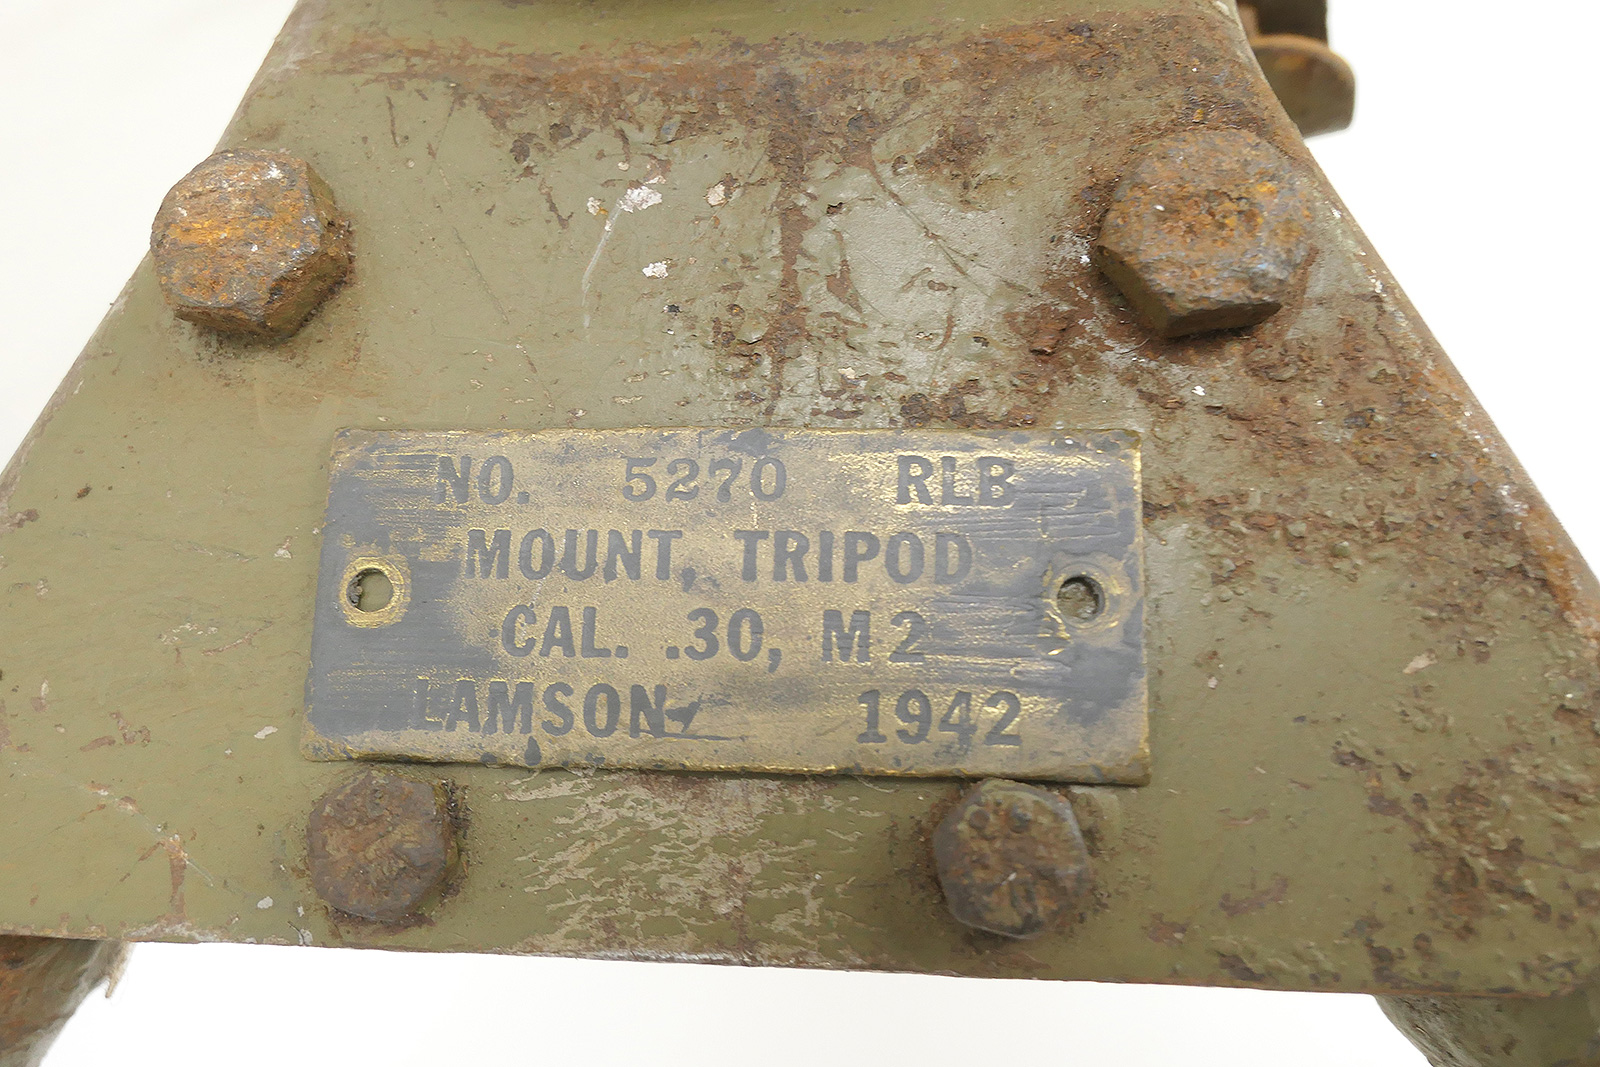 NO. 5270 RLB
MOUNT, TRIPOD
CAL. .30, M2
LAMSON 1942